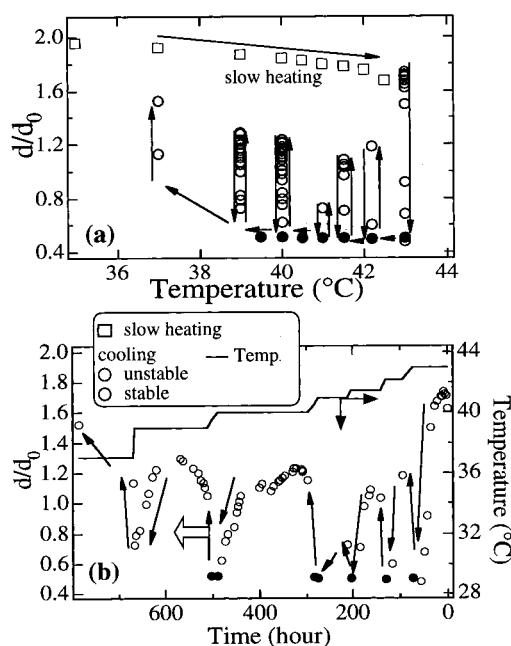 2.0
1.6
1.2
0.8
0.4
d/d0
slow heating
(a)
36 38 40 42 44
Temperature (°C)
slow heating
cooling
unstable
stable
Temp.
2.0
1.8
1.6
1.4
1.2
1.0
0.8
0.6
0.4
d/d0
44
40
36
32
28
Temperature (°C)
(b)
600 400 200 0
Time (hour)